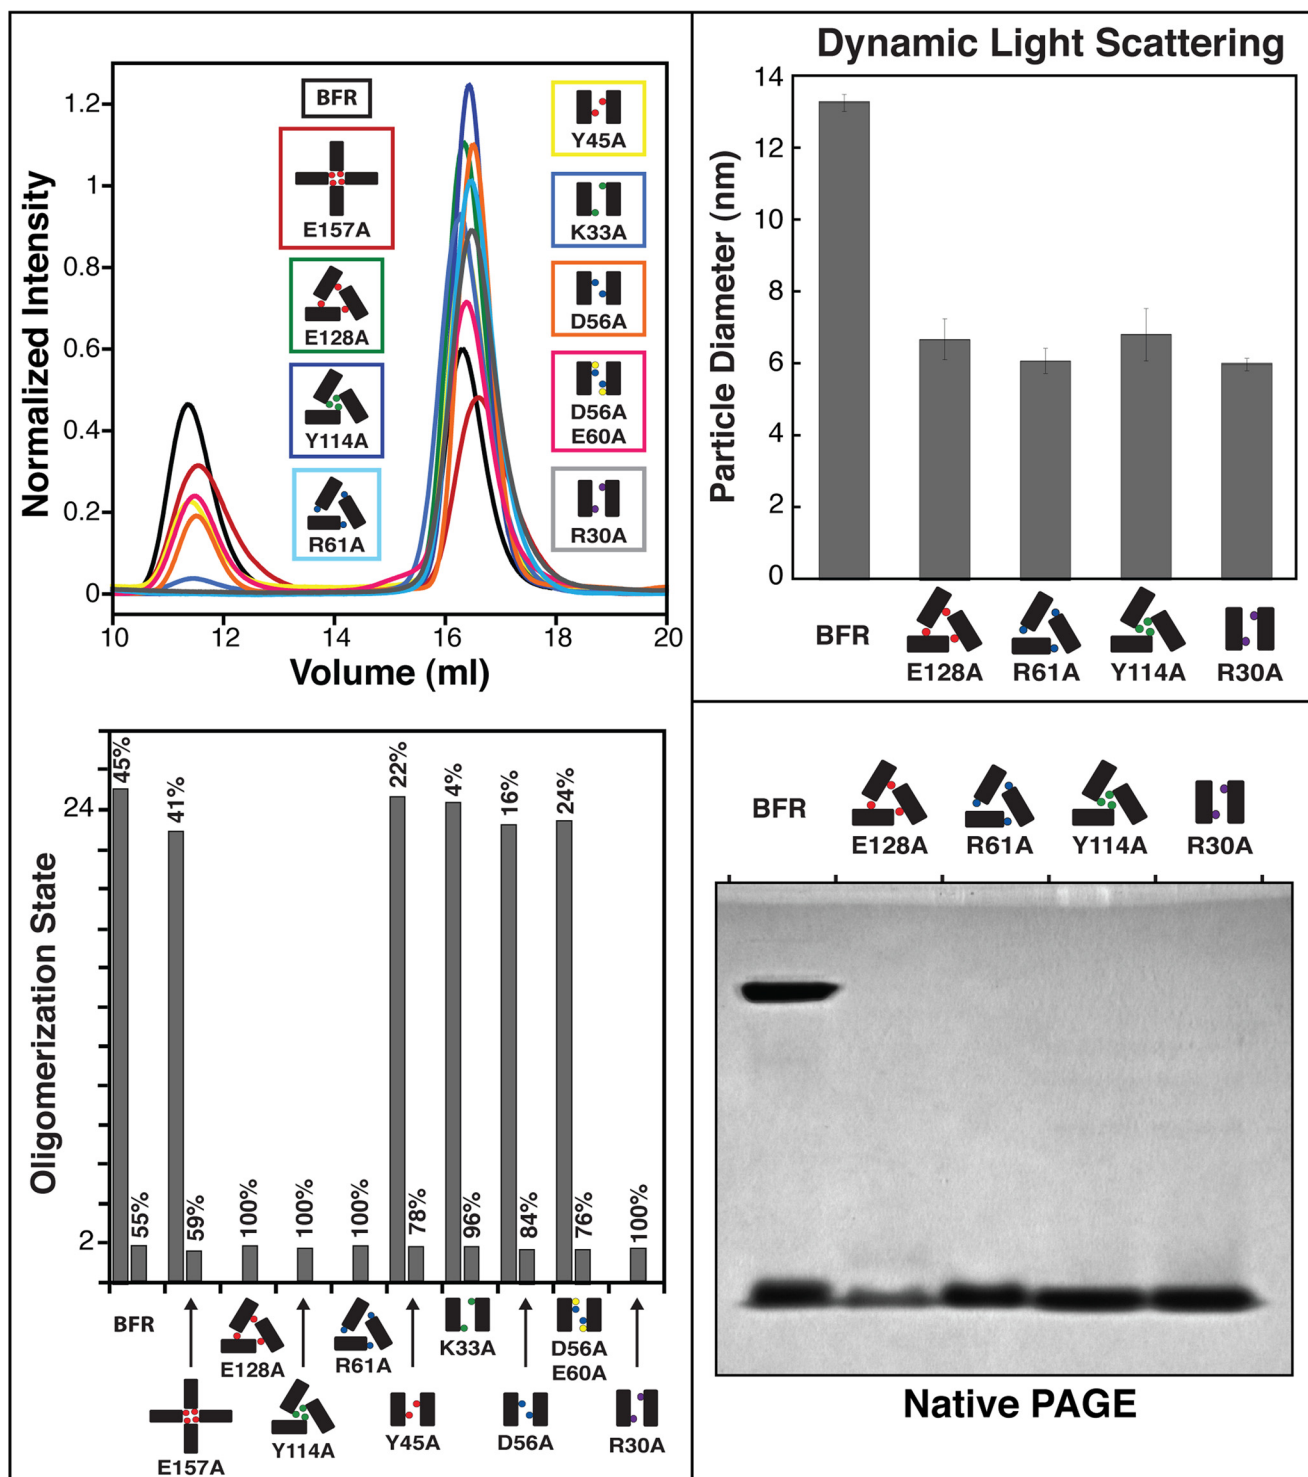 Normalized Intensity
1.2
1
0.8
0.6
0.4
0.2
0
10
12
14
16
18
20
Volume (ml)
BFR
E157A
E128A
Y114A
R61A
Y45A
K33A
D56A
D56A
E60A
R30A
Dynamic Light Scattering
Particle Diameter (nm)
14
12
10
8
6
4
2
0
BFR
E128A
R61A
Y114A
R30A
Oligomerization State
24
2
45%
55%
41%
59%
100%
100%
100%
22%
78%
4%
96%
16%
84%
24%
76%
100%
BFR
E157A
E128A
Y114A
R61A
Y45A
K33A
D56A
D56A
E60A
R30A
BFR
E128A
R61A
Y114A
R30A
Native PAGE